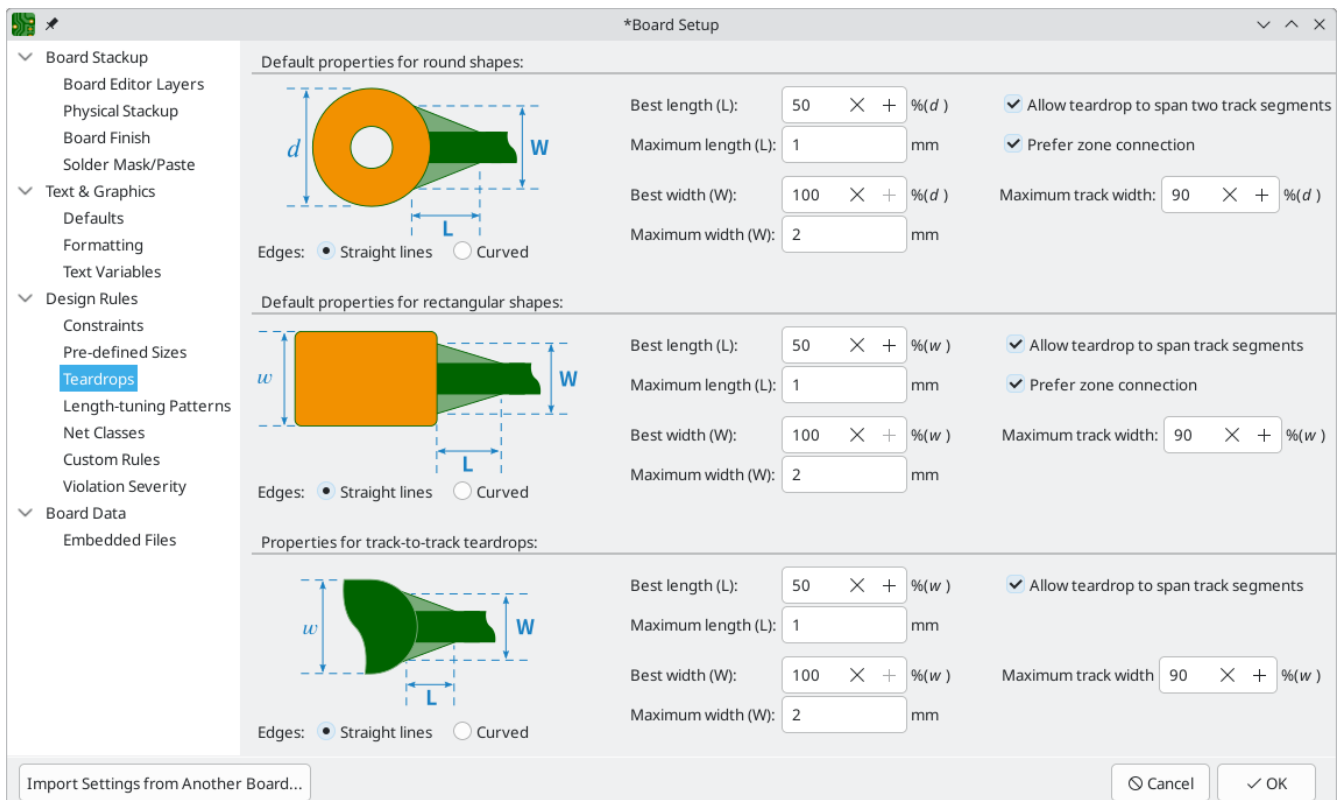 *Board Setup
Board Stackup
Board Editor Layers
Physical Stackup
Board Finish
Solder Mask/Paste
Text & Graphics
Defaults
Formatting
Text Variables
Design Rules
Constraints
Pre-defined Sizes
Teardrops
Length-tuning Patterns
Net Classes
Custom Rules
Violation Severity
Board Data
Embedded Files
Default properties for round shapes:
d
W
L
Edges: Straight lines Curved
Best length (L): 50 %(d )
Maximum length (L): 1 mm
Best width (W): 100 %(d )
Maximum width (W): 2 mm
Allow teardrop to span two track segments
Prefer zone connection
Maximum track width: 90 %(d )
Default properties for rectangular shapes:
w
W
L
Edges: Straight lines Curved
Best length (L): 50 %(w )
Maximum length (L): 1 mm
Best width (W): 100 %(w )
Maximum width (W): 2 mm
Allow teardrop to span track segments
Prefer zone connection
Maximum track width: 90 %(w )
Properties for track-to-track teardrops:
w
W
L
Edges: Straight lines Curved
Best length (L): 50 %(w )
Maximum length (L): 1 mm
Best width (W): 100 %(w )
Maximum width (W): 2 mm
Allow teardrop to span track segments
Maximum track width 90 %(w )
Import Settings from Another Board...
Cancel
OK